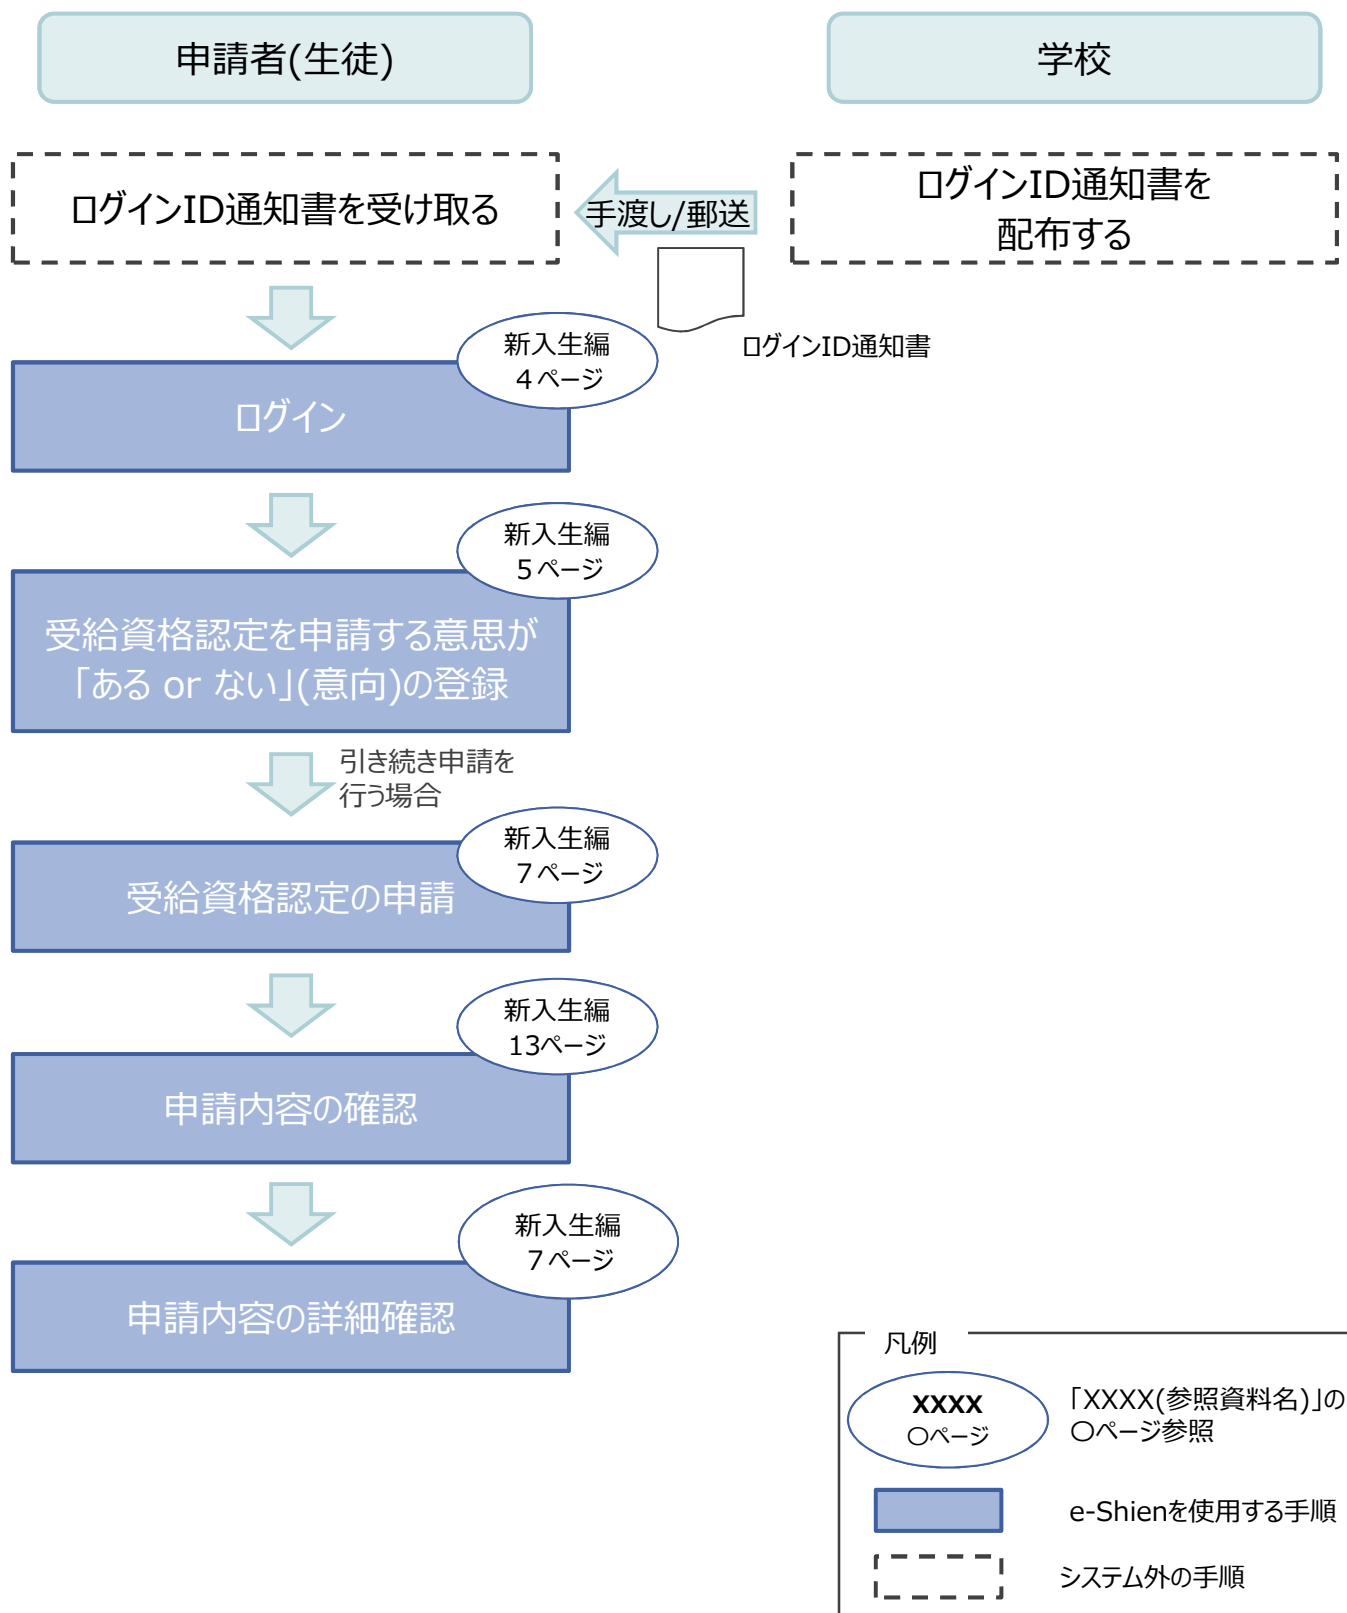 申請者(生徒)
学校
ログインID通知書を受け取る
手渡し/郵送
ログインID通知書を
配布する
ログインID通知書
新入生編
4ページ
ログイン
新入生編
5ページ
受給資格認定を申請する意思が
「ある or ない」(意向)の登録
引き続き申請を
行う場合
新入生編
7ページ
受給資格認定の申請
新入生編
13ページ
申請内容の確認
新入生編
7ページ
申請内容の詳細確認
凡例
XXXX
〇ページ
「XXXX(参照資料名)」の
〇ページ参照
e-Shienを使用する手順
システム外の手順